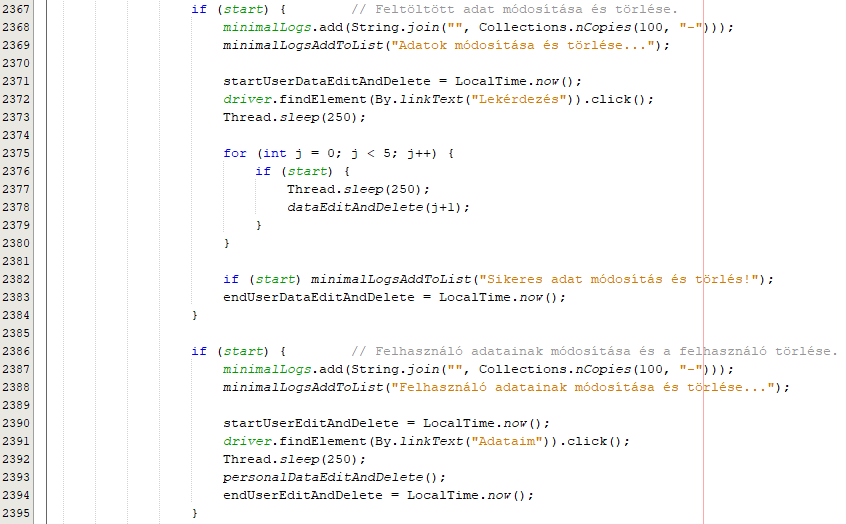 2367 if (start) { // Feltöltött adat módosítása és törlése.
2368 minimalLogs.add(String.join("", Collections.nCopies(100, "-")));
2369 minimalLogsAddToList("Adatok módosítása és törlése...");
2370
2371 startUserDataEditAndDelete = LocalTime.now();
2372 driver.findElement(By.linkText("Lekérdezés")).click();
2373 Thread.sleep(250);
2374
2375 for (int j = 0; j < 5; j++) {
2376 if (start) {
2377 Thread.sleep(250);
2378 dataEditAndDelete(j+1);
2379 }
2380 }
2381
2382 if (start) minimalLogsAddToList("Sikeres adat módosítás és törlés!");
2383 endUserDataEditAndDelete = LocalTime.now();
2384 }
2385
2386 if (start) { // Felhasználó adatainak módosítása és a felhasználó törlése.
2387 minimalLogs.add(String.join("", Collections.nCopies(100, "-")));
2388 minimalLogsAddToList("Felhasználó adatainak módosítása és törlése...");
2389
2390 startUserEditAndDelete = LocalTime.now();
2391 driver.findElement(By.linkText("Adataim")).click();
2392 Thread.sleep(250);
2393 personalDataEditAndDelete();
2394 endUserEditAndDelete = LocalTime.now();
2395 }